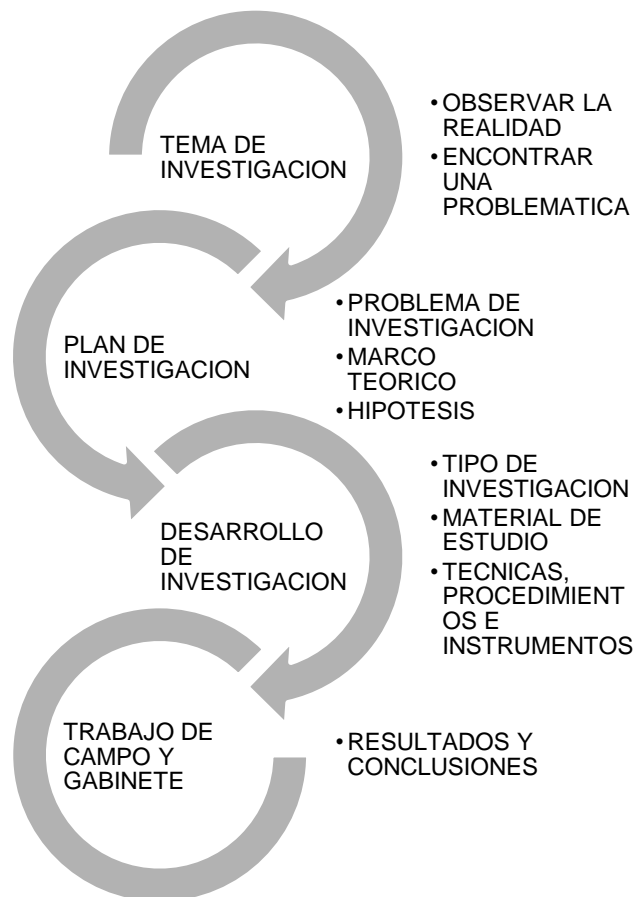 TEMA DE
INVESTIGACION
• OBSERVAR LA
REALIDAD
• ENCONTRAR
UNA
PROBLEMATICA
PLAN DE
INVESTIGACION
• PROBLEMA DE
INVESTIGACION
• MARCO
TEORICO
• HIPOTESIS
DESARROLLO
DE
INVESTIGACION
• TIPO DE
INVESTIGACION
• MATERIAL DE
ESTUDIO
• TECNICAS,
PROCEDIMIENT
OS E
INSTRUMENTOS
TRABAJO DE
CAMPO Y
GABINETE
• RESULTADOS Y
CONCLUSIONES